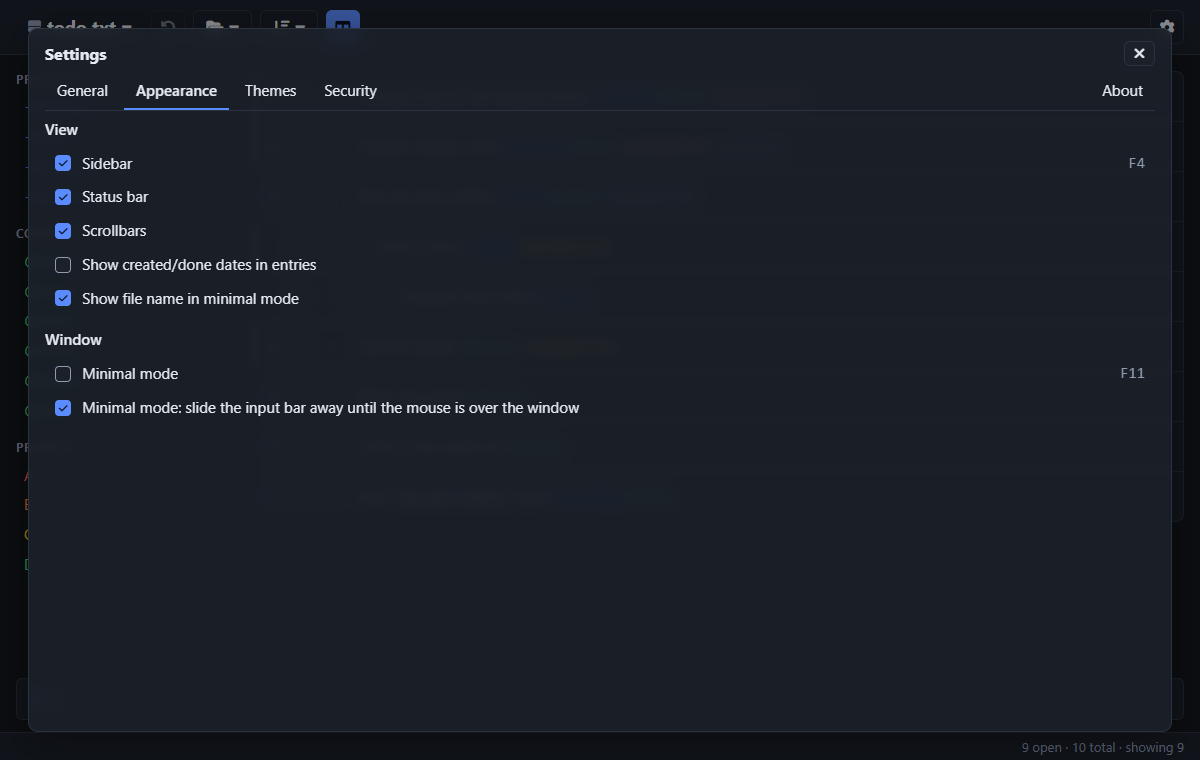 todo.txt
Settings
General Appearance Themes Security About
View
Sidebar F4
Status bar
Scrollbars
Show created/done dates in entries
Show file name in minimal mode
Window
Minimal mode F11
Minimal mode: slide the input bar away until the mouse is over the window
9 open · 10 total · showing 9